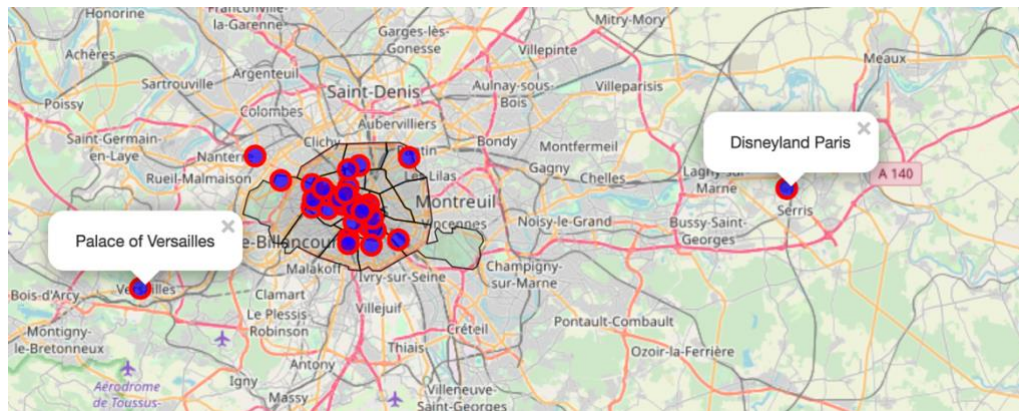 Honorine
Franconville-
la-Garenne-
Garges-lès-
Gonesse
Mitry-Mory
Achères
Villepinte
Meaux
Sartrouville
Argenteuil
Saint-Denis
Aulnay-sous-
Bois
Villeparisis
Poissy
Colombes
Aubervilliers
Saint-Germain-
en-Laye
Clichy
Bondy
Montfermeil
Disneyland Paris
Nanterre
Pantin
Rueil-Malmaison
Les Lilas
Gagny
Chelles
Lagny-sur-
Marne
A 140
Montreuil
Serris
Vincennes
Noisy-le-Grand
Bussy-Saint-
Georges
Palace of Versailles
e-Billancourt
Malakoff
Ivry-sur-Seine
Champigny-
sur-Marne
Bois-d'Arcy
Versailles
Clamart
Villejuif
Montigny-
le-Bretonneux
Le Plessis-
Robinson
Créteil
Pontault-Combault
Thiais
Ozoir-la-Ferrière
Antony
Aérodrome
de Toussus-
Igny
Massy
Villeneuve-
Saint-Georges